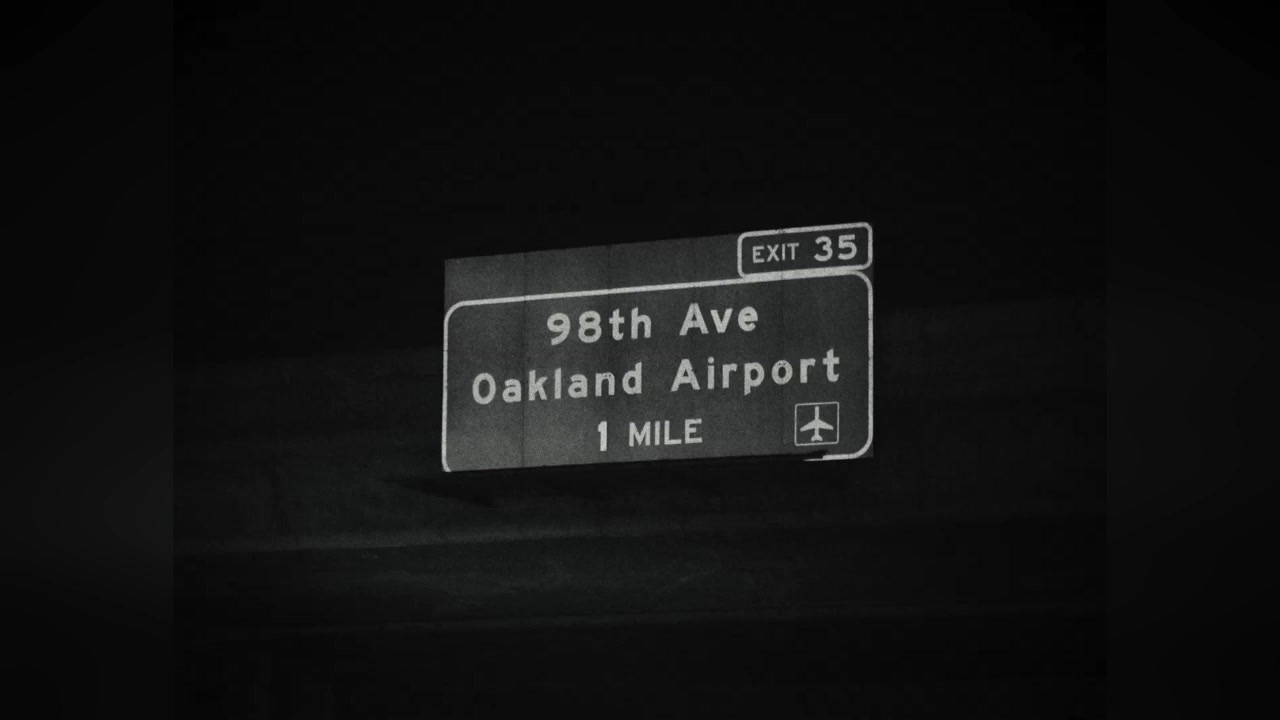 EXIT 35
98th Ave
Oakland Airport
1 MILE